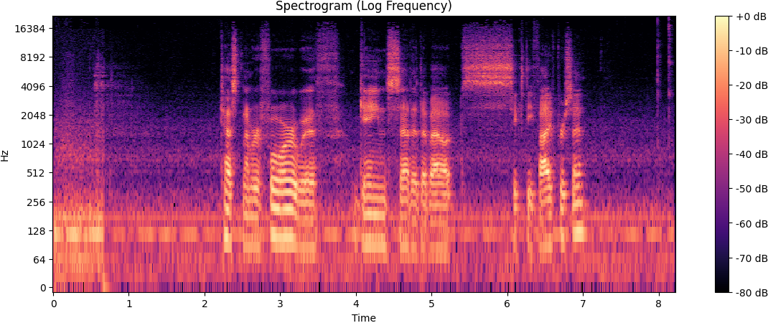 Spectrogram (Log Frequency)
Hz
16384
8192
4096
2048
1024
512
256
128
64
0
0 1 2 3 4 5 6 7 8
Time
+0 dB
-10 dB
-20 dB
-30 dB
-40 dB
-50 dB
-60 dB
-70 dB
-80 dB